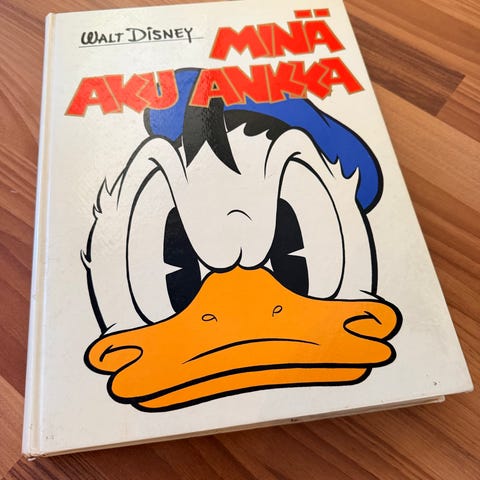 WALT DISNEY
MINÄ
AKU ANKKA